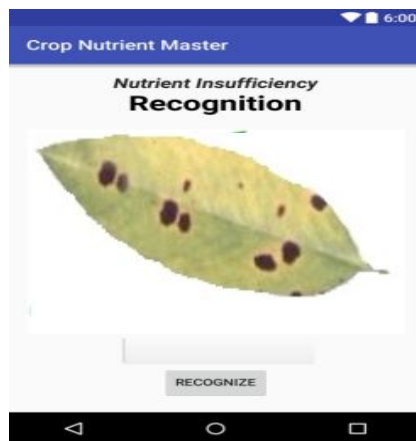 6:00
Crop Nutrient Master
Nutrient Insufficiency
Recognition
RECOGNIZE